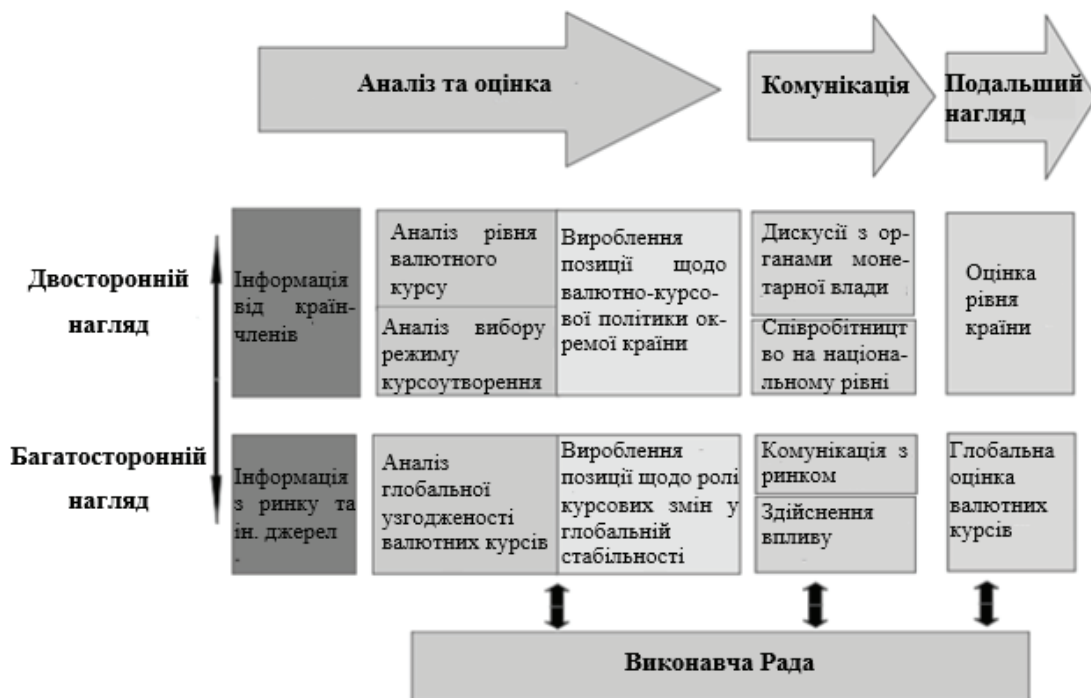 Аналіз та оцінка
Комунікація
Подальший
нагляд
Двосторонній
нагляд
Інформація
від країн-
членів
Аналіз рівня
валютного
курсу
Аналіз вибору
режиму
курсоутворення
Вироблення
позиції щодо
валютно-курсо-
вої політики ок-
ремої країни
Дискусії з ор-
ганами моне-
тарної влади
Співробітницт
во на націона-
льному рівні
Оцінка
рівня
країни
Багатосторонній
нагляд
Інформація
з ринку та
ін. джерел
.
Аналіз
глобальної
узгодженості
валютних курсів
Вироблення
позиції щодо ролі
курсових змін у
глобальній
стабільності
Комунікація з
ринком
Здійснення
впливу
Глобальна
оцінка
валютних
курсів
Виконавча Рада